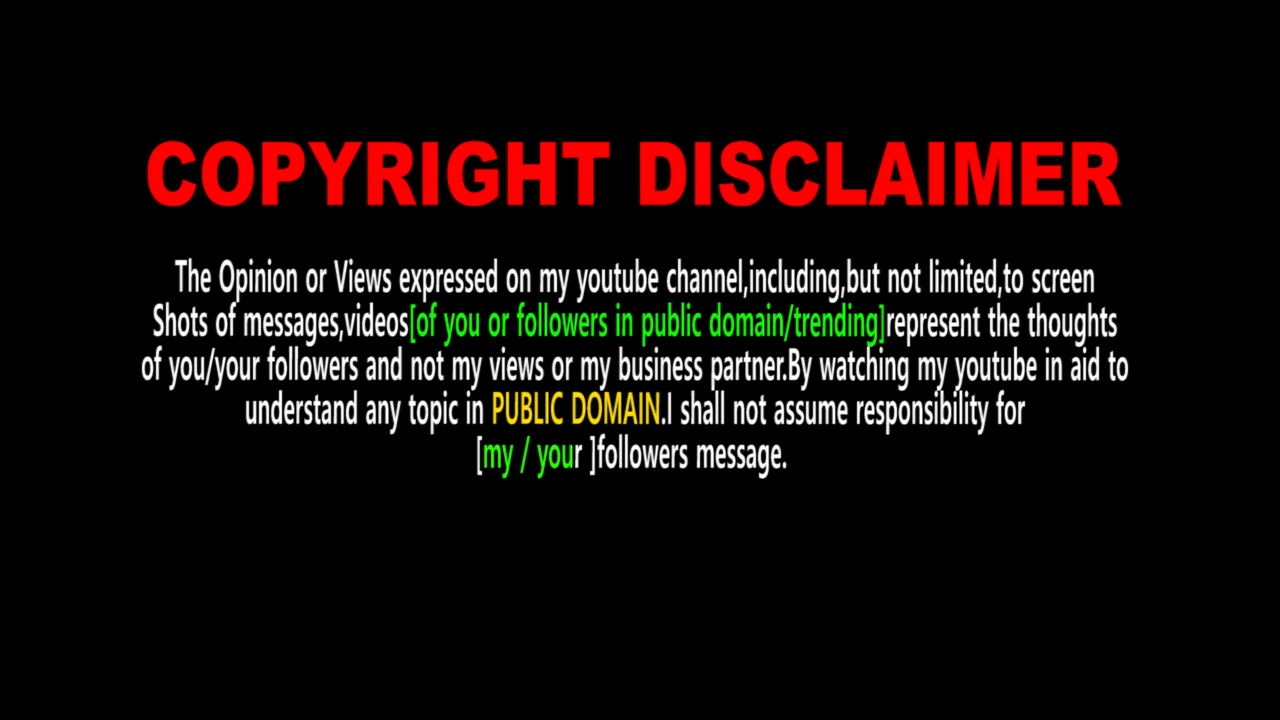 COPYRIGHT DISCLAIMER
The Opinion or Views expressed on my youtube channel,including,but not limited,to screen
Shots of messages,videos[of you or followers in public domain/trending]represent the thoughts
of you/your followers and not my views or my business partner.By watching my youtube in aid to
understand any topic in PUBLIC DOMAIN.I shall not assume responsibility for
[my / your ]followers message.